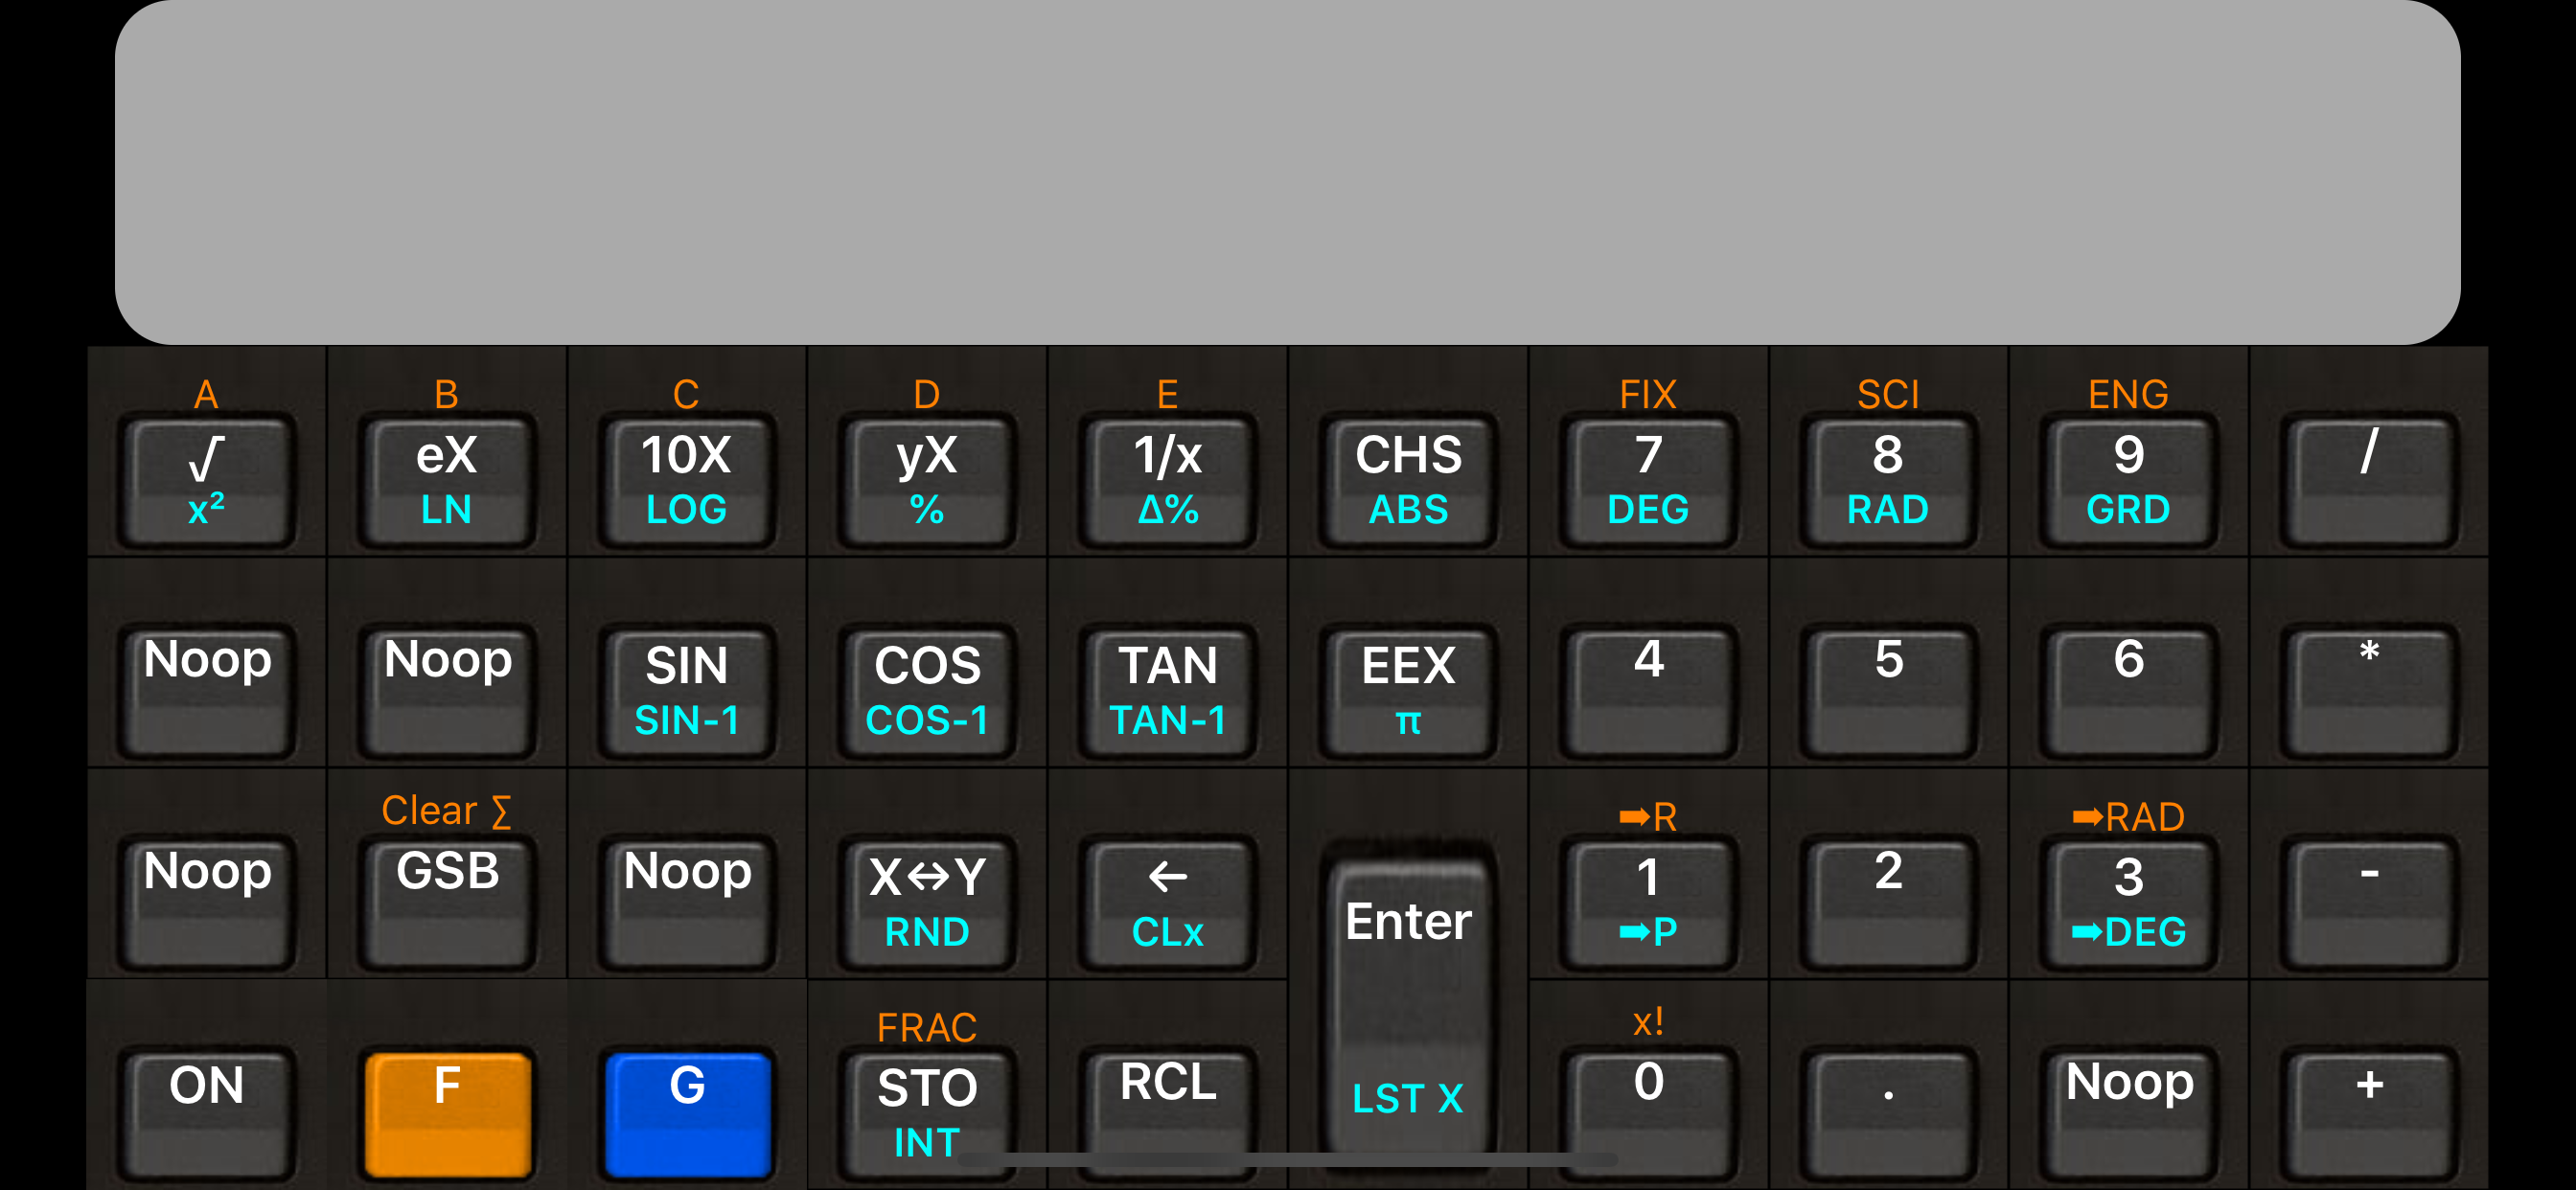 A B C D E FIX SCI ENG
√ eX 10X yX 1/x CHS 7 8 9 /
x² LN LOG % Δ% ABS DEG RAD GRD
Noop Noop SIN COS TAN EEX 4 5 6 *
SIN-1 COS-1 TAN-1 π
Clear ∑ ➡R ➡RAD
Noop GSB Noop X↔Y ← Enter 1 2 3 -
RND CLx ➡P ➡DEG
FRAC x!
ON F G STO RCL 0 . Noop +
INT LST X